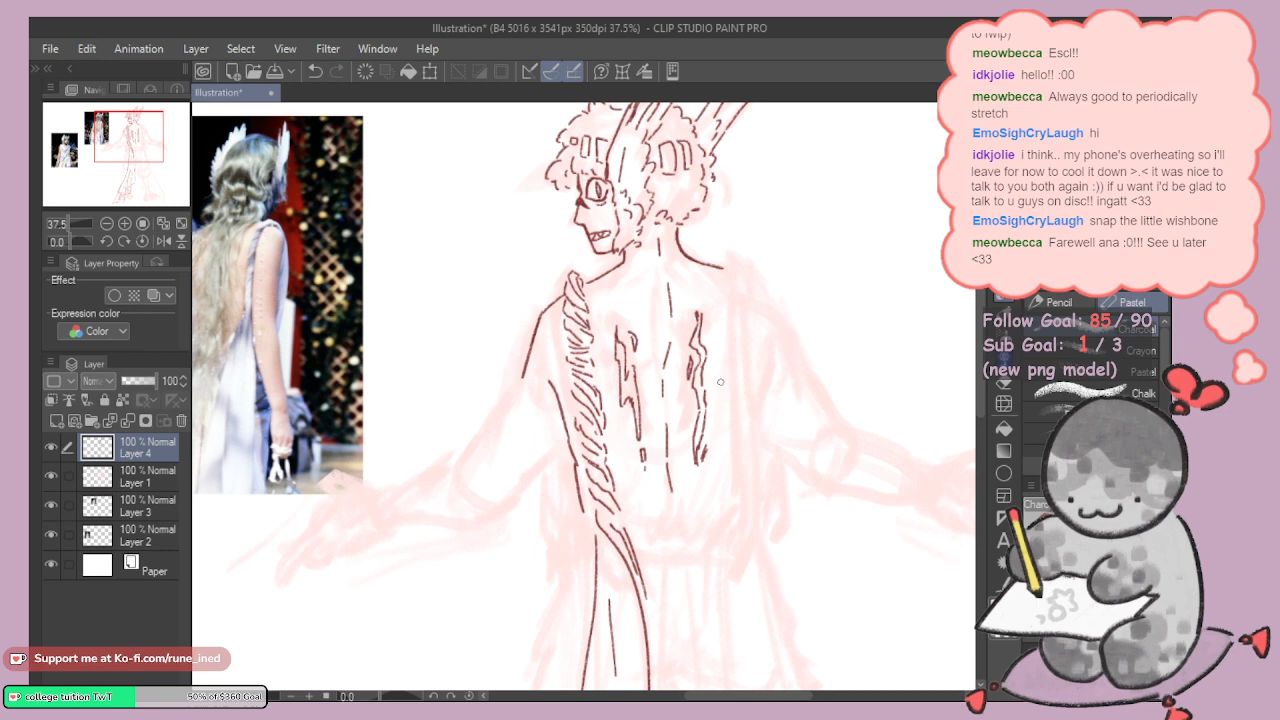 Illustration* (B4 5016 x 3541px 350dpi 37.5%) - CLIP STUDIO PAINT PRO
File Edit Animation Layer Select View Filter Window Help
Illustration*
37.5
0.0
Layer Property
Effect
Expression color
Color
Layer
100
100 % Normal
Layer 4
100 % Normal
Layer 1
100 % Normal
Layer 3
100 % Normal
Layer 2
Paper
Support me at Ko-fi.com/rune_ined
college tuition TwT 50% of $360 Goal
0.0
meowbecca Escl!!
idkjolie hello!! :00
meowbecca Always good to periodically
stretch
EmoSighCryLaugh hi
idkjolie i think.. my phone's overheating so i'll
leave for now to cool it down >.< it was nice to
talk to you both again :)) if u want i'd be glad to
talk to u guys on disc!! ingatt <33
EmoSighCryLaugh snap the little wishbone
meowbecca Farewell ana :0!!! See u later
<33
Pencil Pastel
Follow Goal: 85 / 90
Charcoal
Sub Goal: 1 / 3
Crayon
(new png model)
Pastel
Chalk